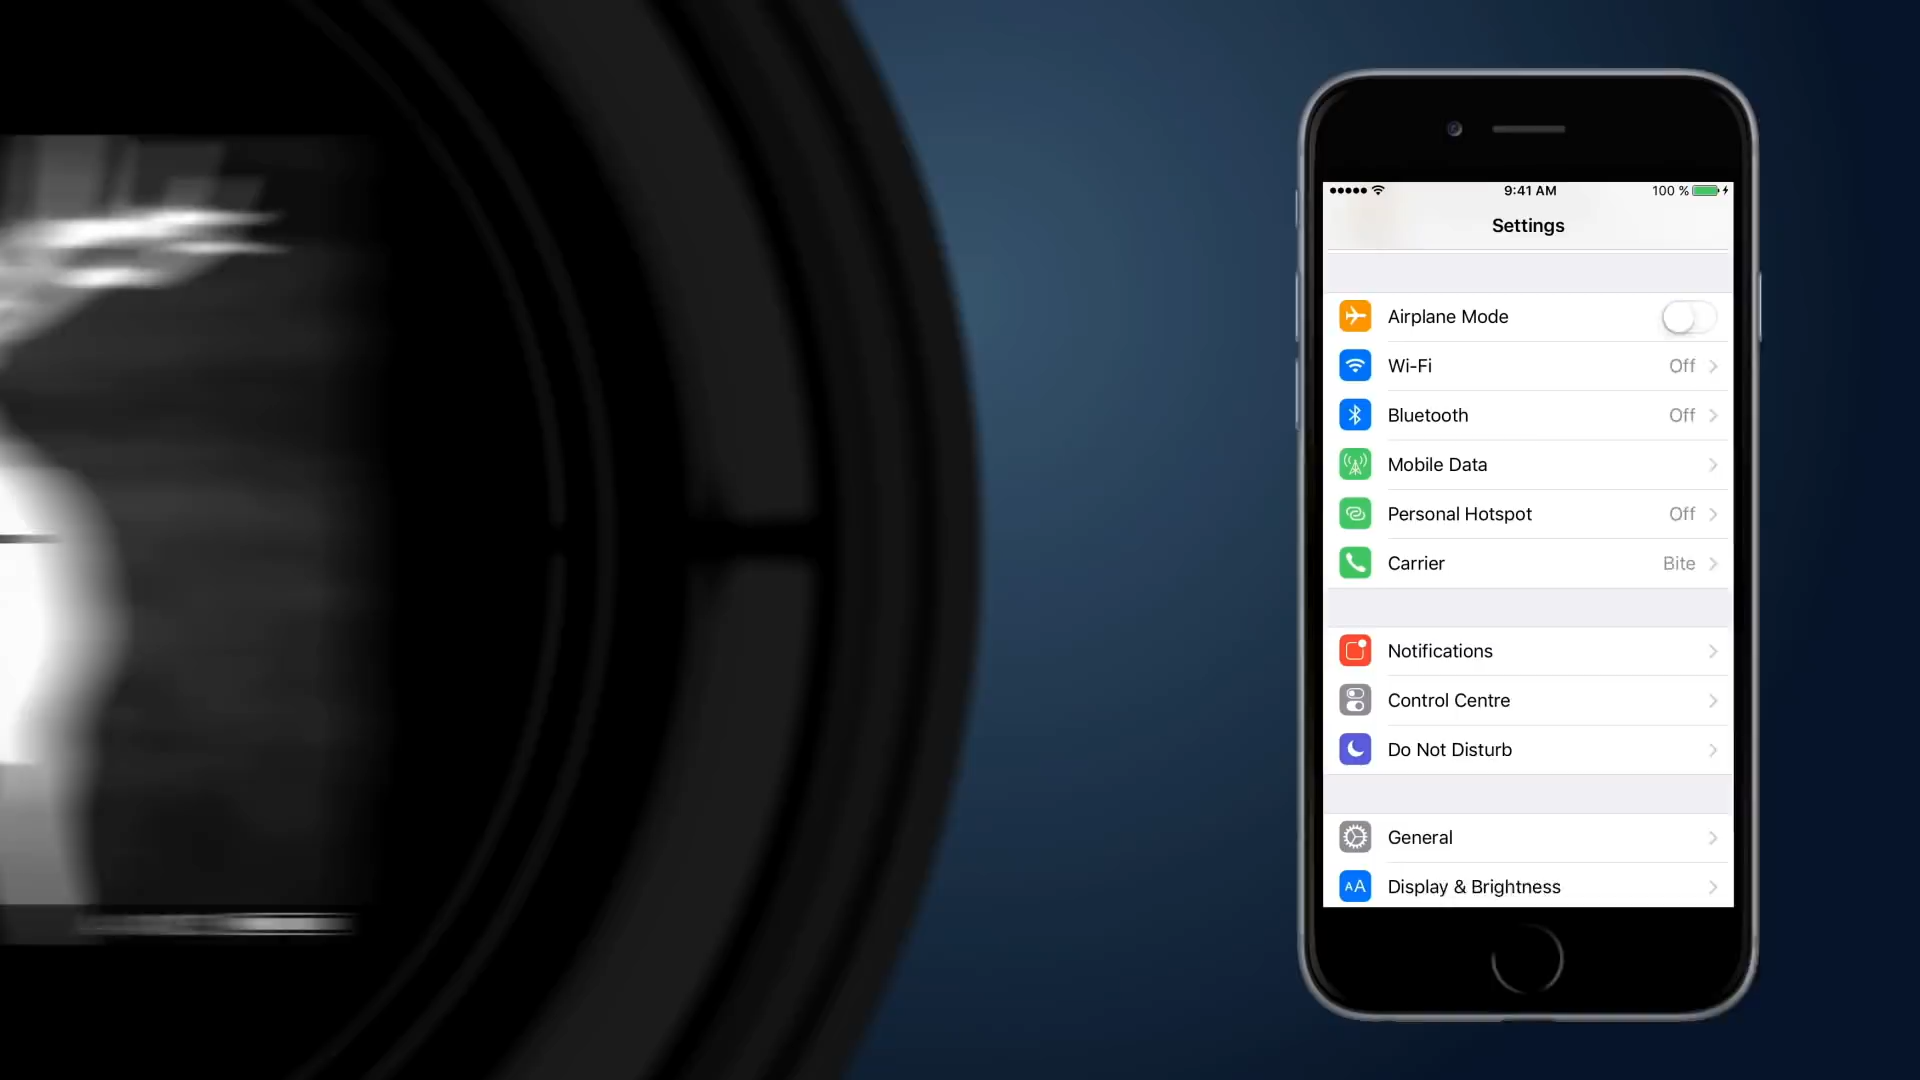 9:41 AM
100 %
Settings
Airplane Mode
Wi-Fi Off
Bluetooth Off
Mobile Data
Personal Hotspot Off
Carrier Bite
Notifications
Control Centre
Do Not Disturb
General
AA Display & Brightness